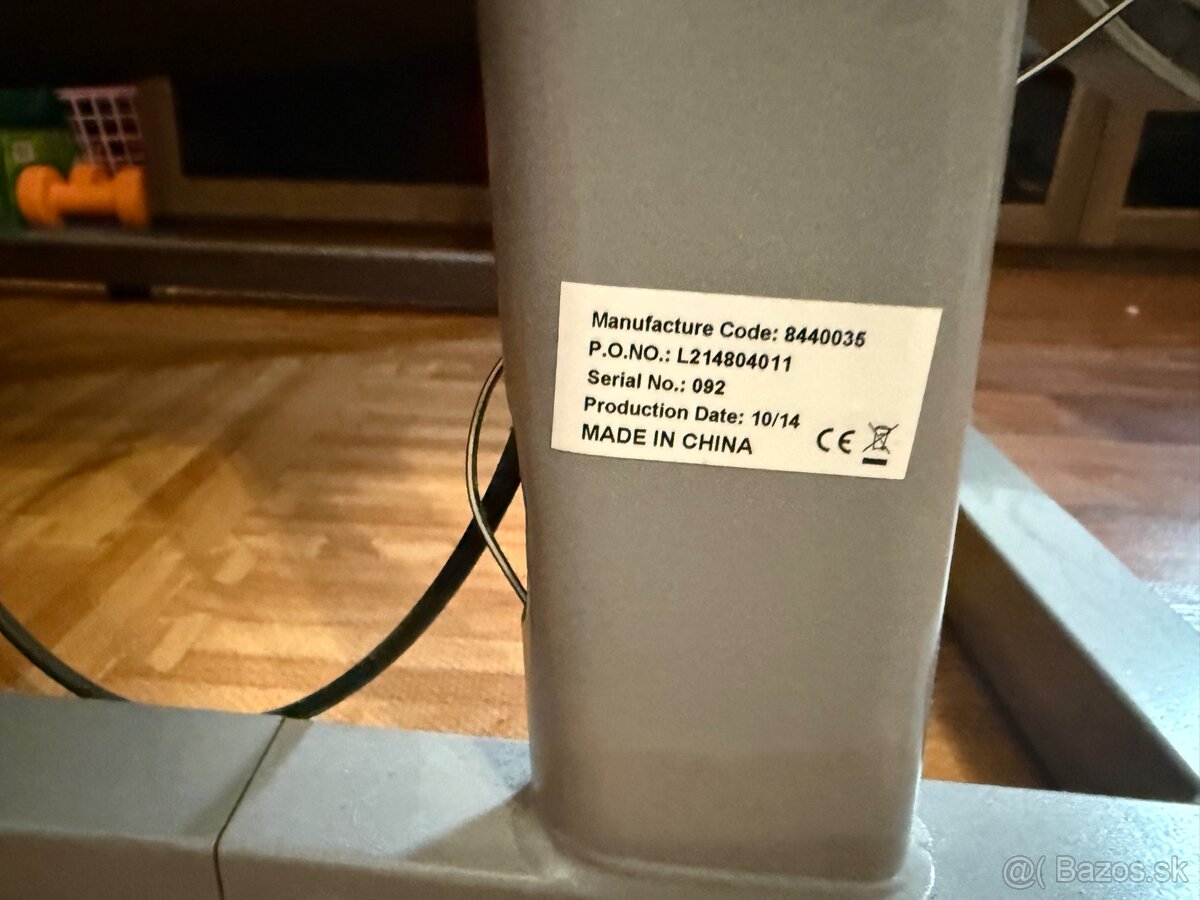 Manufacture Code: 8440035
P.O.NO.: L214804011
Serial No.: 092
Production Date: 10/14
MADE IN CHINA CE
@( Bazos.sk